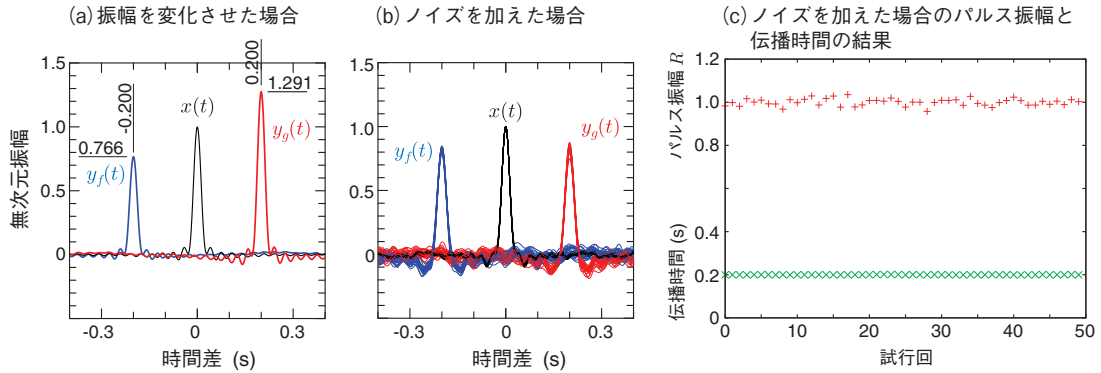 (a) 振幅を変化させた場合
無次元振幅
1.5
1.0
0.5
0
-0.3
0
0.3
時間差 (s)
0.766
-0.200
y_f(t)
x(t)
0.200
1.291
y_g(t)
(b) ノイズを加えた場合
1.5
1.0
0.5
0
-0.3
0
0.3
時間差 (s)
y_f(t)
x(t)
y_g(t)
(c) ノイズを加えた場合のパルス振幅と
伝播時間の結果
パルス振幅 R
伝播時間 (s)
1.2
1.0
0.8
0.4
0.2
0
0
10
20
30
40
50
試行回